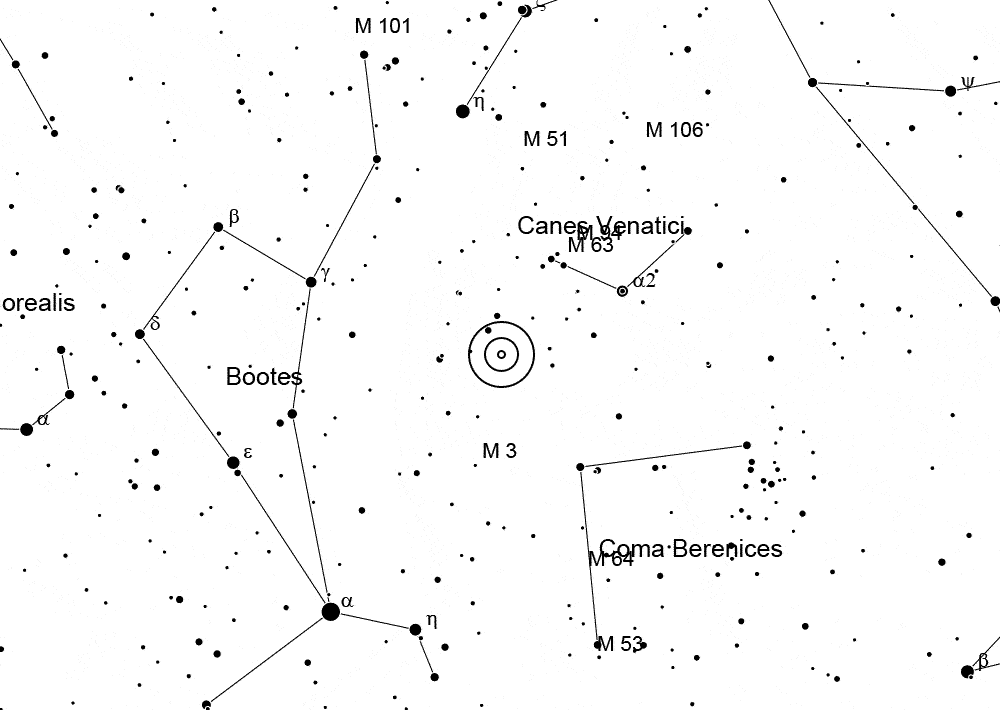 ζ
M 101
ψ
η
M 51
M 106
β
Canes Venatici
M 94
M 63
γ
α2
orealis
δ
Bootes
α
ε
M 3
Coma Berenices
M 64
α
η
M 53
β